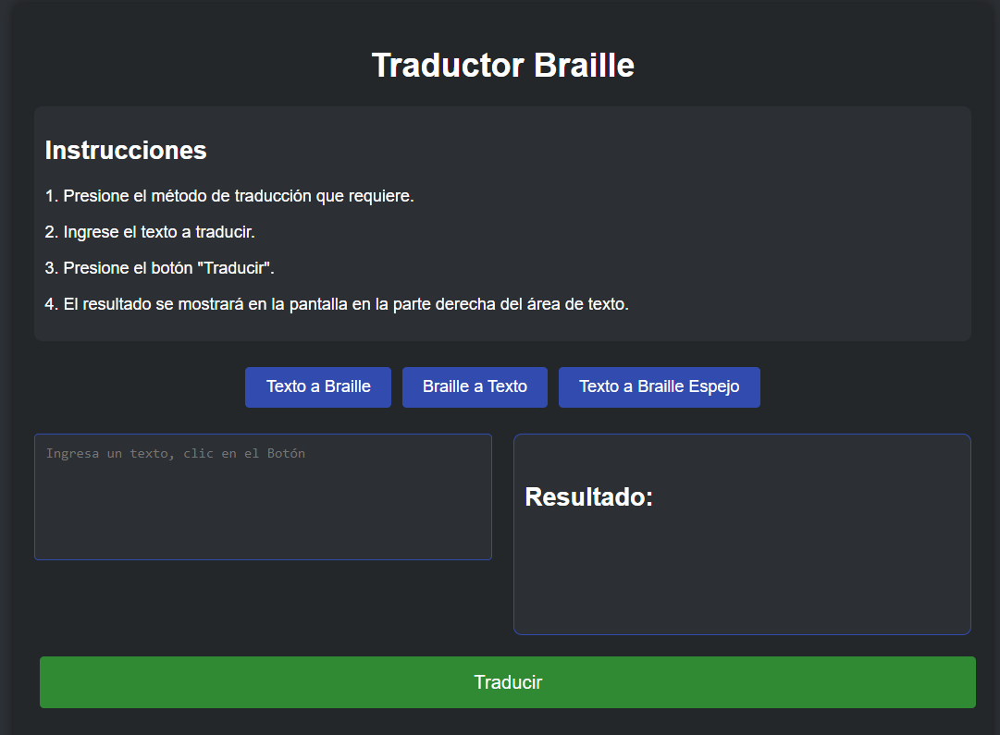 Traductor Braille
Instrucciones
1. Presione el método de traducción que requiere.
2. Ingrese el texto a traducir.
3. Presione el botón "Traducir".
4. El resultado se mostrará en la pantalla en la parte derecha del área de texto.
Texto a Braille
Braille a Texto
Texto a Braille Espejo
Ingresa un texto, clic en el Botón
Resultado:
Traducir